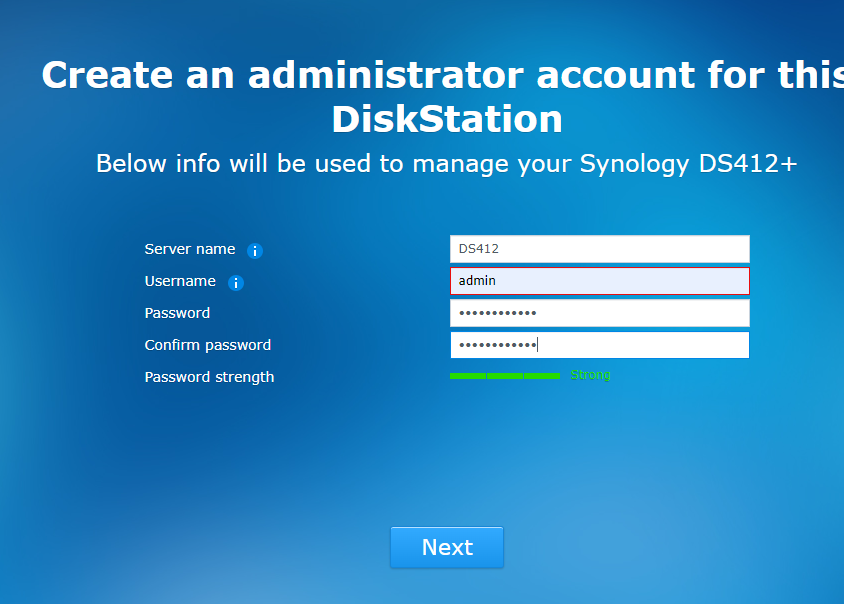 Create an administrator account for this
DiskStation
Below info will be used to manage your Synology DS412+
Server name i DS412
Username i admin
Password ••••••••••••
Confirm password ••••••••••••
Password strength Strong
Next